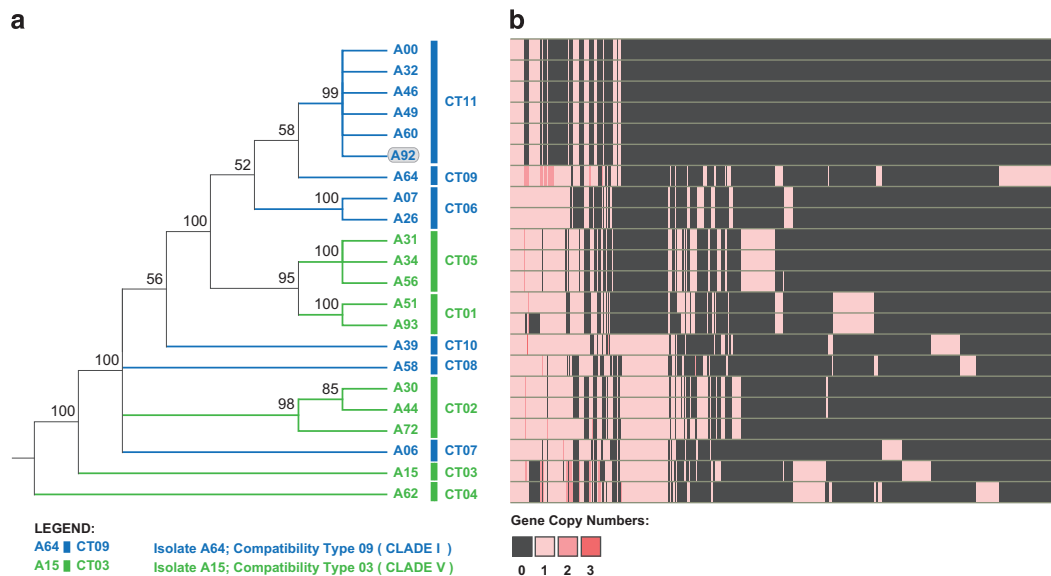 a
b
A00
A32
A46
99
A49
CT11
A60
58
A92
52
A64 CT09
A07
100
CT06
A26
100
A31
100
A34 CT05
A56
95
A51
100
CT01
A93
56
A39 CT10
100
A58 CT08
A30
85
A44 CT02
98
A72
100
A06 CT07
A15 CT03
A62 CT04
LEGEND:
A64 CT09 Isolate A64; Compatibility Type 09 ( CLADE I )
A15 CT03 Isolate A15; Compatibility Type 03 ( CLADE V )
Gene Copy Numbers:
0 1 2 3